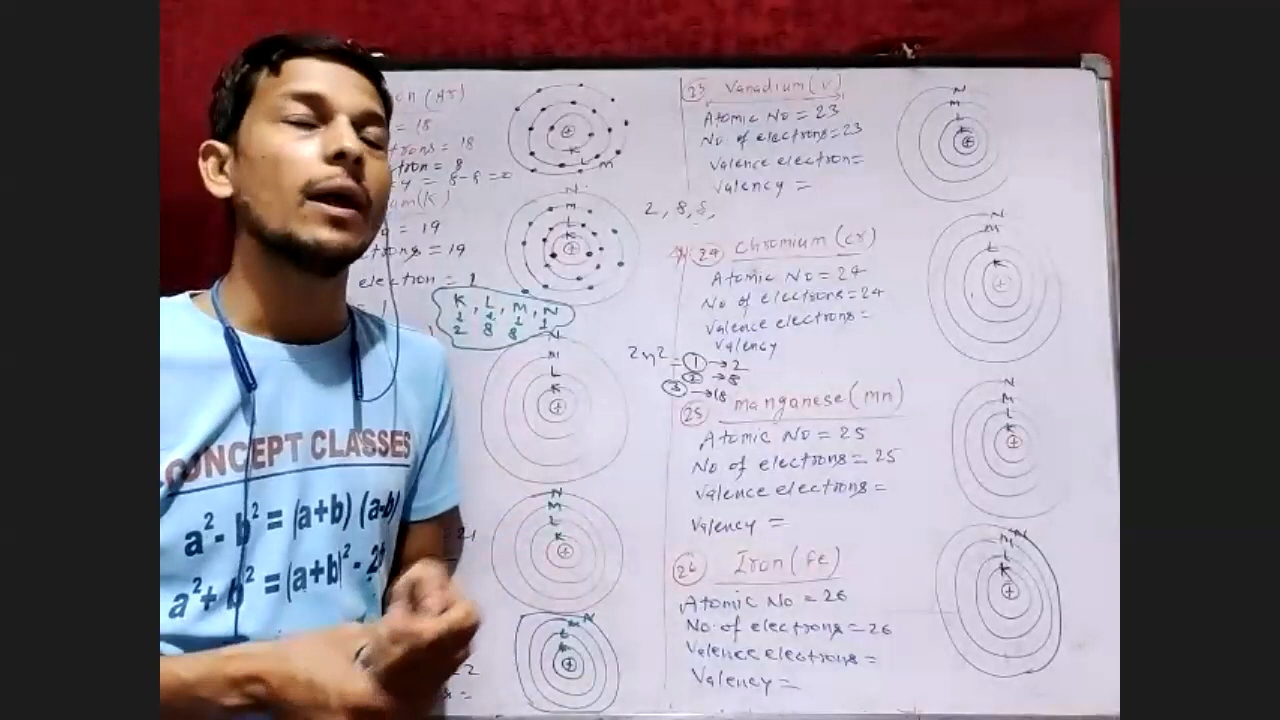 on (Ar)
= 18
trons = 18
ctron = 8
y = 8-8 = 0
um(K)
= 19
trons = 19
electron = 1
= 1
K, L, M, N
2 8 8 1
= 21
= 22
K L M
N
M
L
K
2, 8, 8,
N
M
L
K
N
M
L
K
N
L
K
2n² = 1 → 2
2 → 8
3 → 18
23 Vanadium (V)
Atomic No = 23
No of electrons = 23
Valence electron =
Valency =
N
M
L
K
24 Chromium (Cr)
Atomic No = 24
No of electrons = 24
Valence electrons =
Valency
N
M
L
K
25 manganese (mn)
Atomic No = 25
No of electrons = 25
Valence electrons =
Valency =
N
M
L
K
26 Iron (Fe)
Atomic No = 26
No of electrons = 26
Valence electrons =
Valency =
N
M
L
K
CONCEPT CLASSES
a² - b² = (a+b) (a-b)
a² + b² = (a+b)² - 2